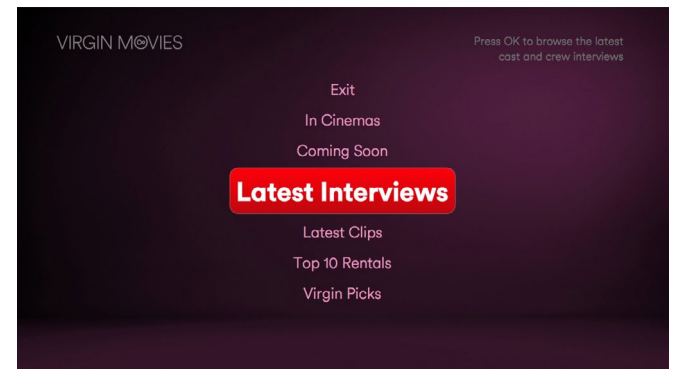 VIRGIN MOVIES
Press OK to browse the latest
cast and crew interviews
Exit
In Cinemas
Coming Soon
Latest Interviews
Latest Clips
Top 10 Rentals
Virgin Picks